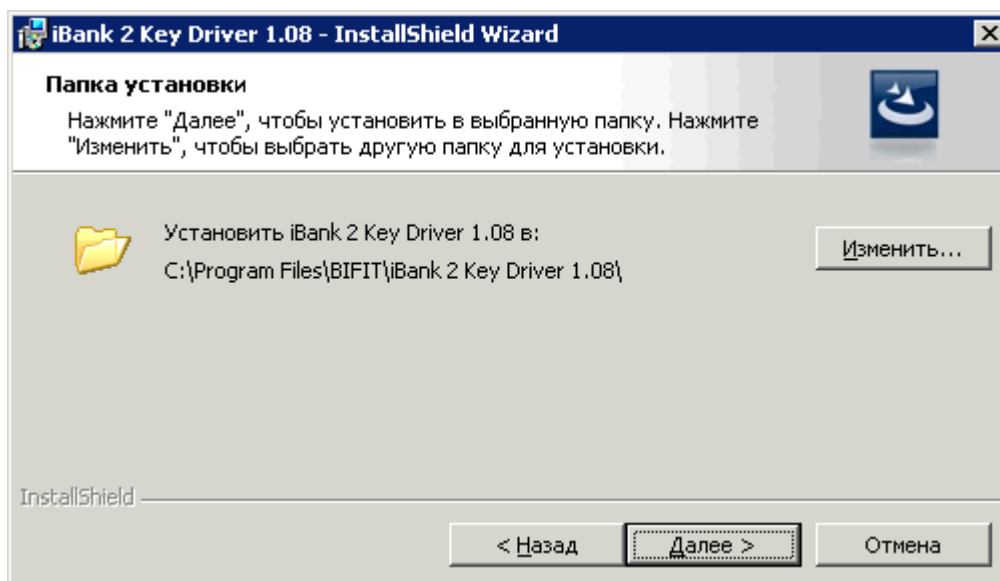 iBank 2 Key Driver 1.08 - InstallShield Wizard
Папка установки
Нажмите "Далее", чтобы установить в выбранную папку. Нажмите
"Изменить", чтобы выбрать другую папку для установки.
Установить iBank 2 Key Driver 1.08 в:
Изменить...
C:\Program Files\BIFIT\iBank 2 Key Driver 1.08\
InstallShield
< Назад
Далее >
Отмена